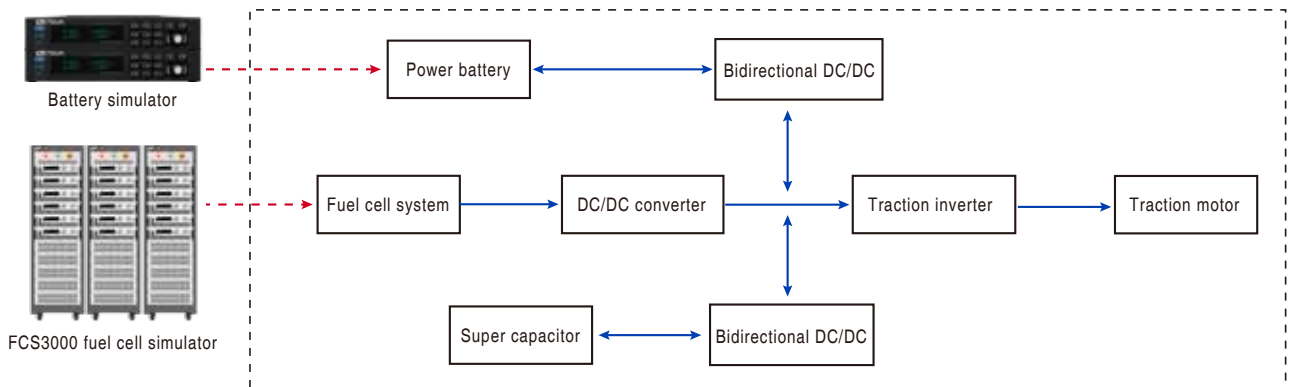 Battery simulator
Power battery
Bidirectional DC/DC
Fuel cell system
DC/DC converter
Traction inverter
Traction motor
Super capacitor
Bidirectional DC/DC
FCS3000 fuel cell simulator